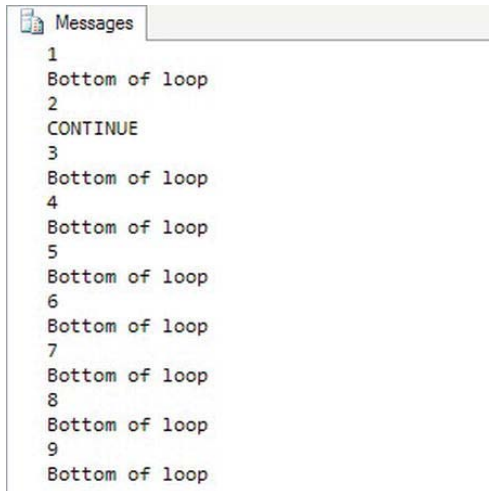 Messages
1
Bottom of loop
2
CONTINUE
3
Bottom of loop
4
Bottom of loop
5
Bottom of loop
6
Bottom of loop
7
Bottom of loop
8
Bottom of loop
9
Bottom of loop